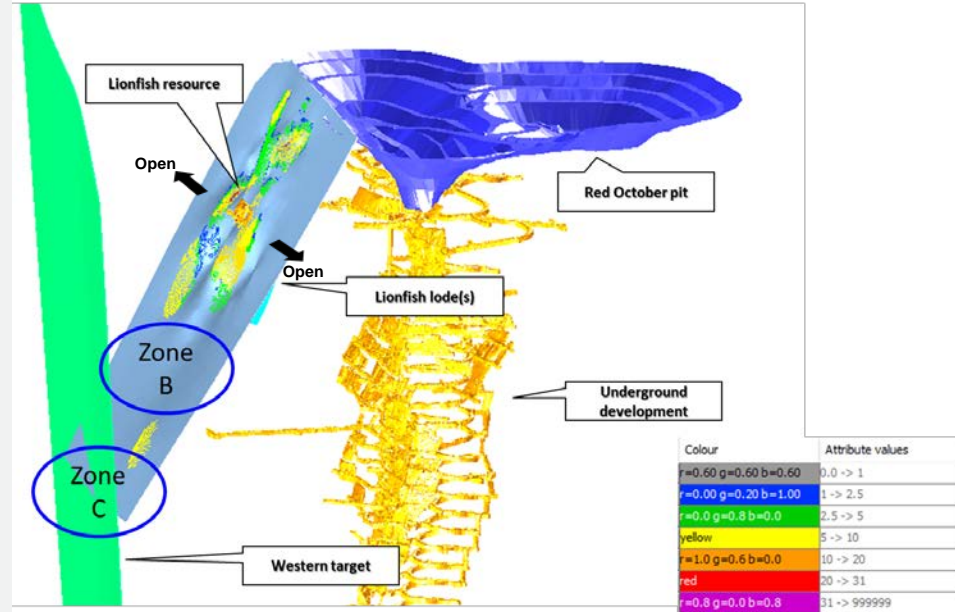 Lionfish resource
Open
Red October pit
Open
Lionfish lode(s)
Zone
B
Underground
development
Zone
C
Western target
Colour Attribute values
r=0.60 g=0.60 b=0.60 0.0 -> 1
r=0.00 g=0.20 b=1.00 1 -> 2.5
r=0.0 g=0.8 b=0.0 2.5 -> 5
yellow 5 -> 10
r=1.0 g=0.6 b=0.0 10 -> 20
red 20 -> 31
r=0.8 g=0.0 b=0.8 31 -> 999999